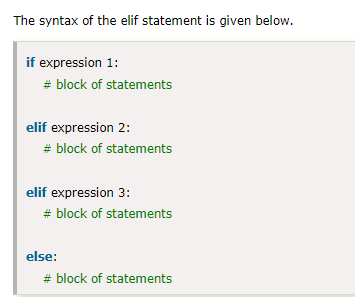 The syntax of the elif statement is given below.
if expression 1:
# block of statements
elif expression 2:
# block of statements
elif expression 3:
# block of statements
else:
# block of statements